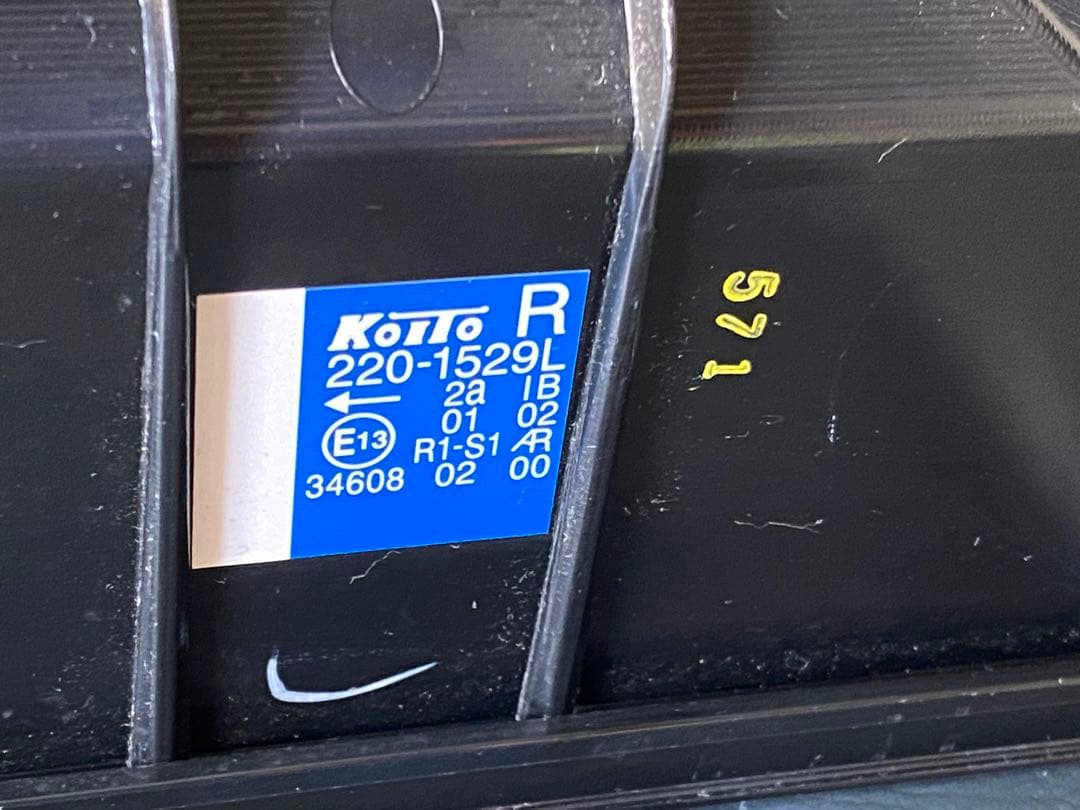 KOITO R
220-1529L
← 2a IB
01 02
E13 R1-S1 AR
34608 02 00
571